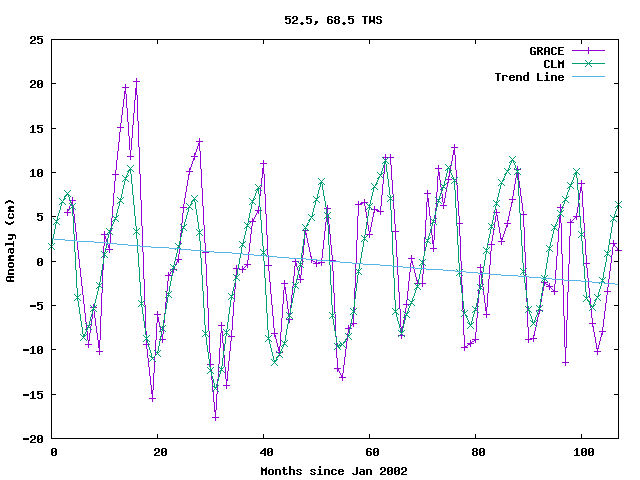 52.5, 68.5 TWS
GRACE
CLM
Trend Line
Anomaly (cm)
25
20
15
10
5
0
-5
-10
-15
-20
0 20 40 60 80 100
Months since Jan 2002